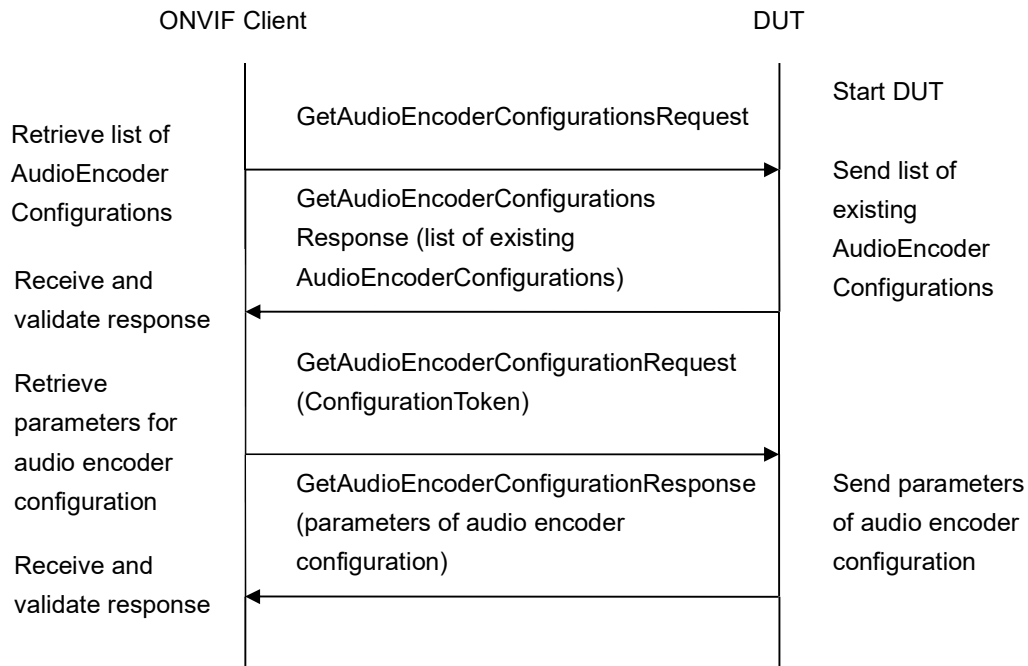 ONVIF Client
DUT
Start DUT
GetAudioEncoderConfigurationsRequest
Retrieve list of
AudioEncoder
Configurations
Send list of
existing
AudioEncoder
Configurations
GetAudioEncoderConfigurations
Response (list of existing
AudioEncoderConfigurations)
Receive and
validate response
GetAudioEncoderConfigurationRequest
(ConfigurationToken)
Retrieve
parameters for
audio encoder
configuration
GetAudioEncoderConfigurationResponse
(parameters of audio encoder
configuration)
Send parameters
of audio encoder
configuration
Receive and
validate response